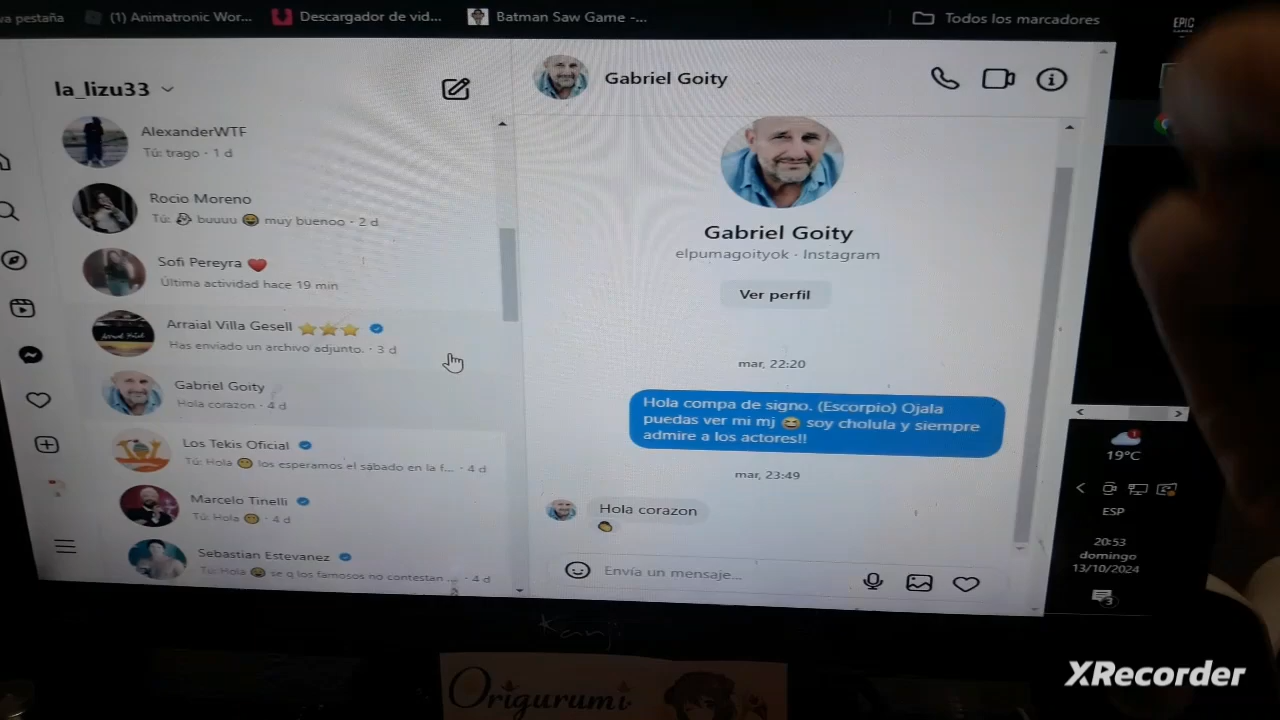 va pestaña
(1) Animatronic Wor...
Descargador de vid...
Batman Saw Game -...
Todos los marcadores
EPIC
GAMES
la_lizu33
AlexanderWTF
Tú: trago · 1 d
Rocio Moreno
Tú: buuuu 😄 muy buenoo · 2 d
Sofi Pereyra ❤️
Última actividad hace 19 min
Arraial Villa Gesell ⭐⭐⭐
Has enviado un archivo adjunto. · 3 d
Gabriel Goity
Hola corazon · 4 d
Los Tekis Oficial
Tú: Hola 😁 los esperamos el sábado en la f... · 4 d
Marcelo Tinelli
Tú: Hola 😁 · 4 d
Sebastian Estevanez
Tú: Hola 😄 se q los famosos no contestan ... · 4 d
Gabriel Goity
Gabriel Goity
elpumagoityok · Instagram
Ver perfil
mar, 22:20
Hola compa de signo. (Escorpio) Ojala
puedas ver mi mj 😅 soy cholula y siempre
admire a los actores!!
mar, 23:49
Hola corazon
👏
Envía un mensaje...
1
19°C
ESP
20:53
domingo
13/10/2024
3
Kanji
Origurumi
XRecorder